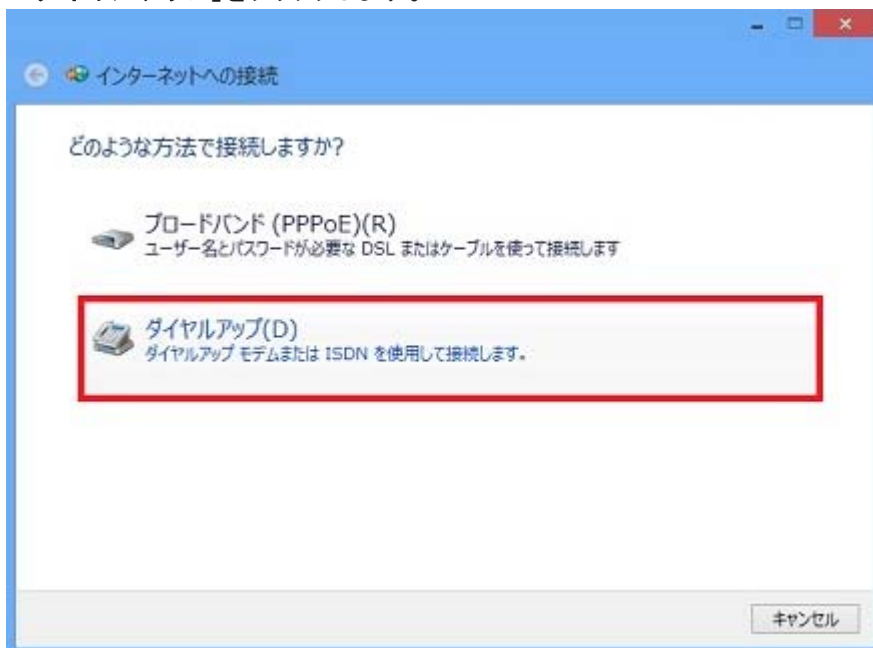 インターネットへの接続
どのような方法で接続しますか?
ブロードバンド (PPPoE)(R)
ユーザー名とパスワードが必要な DSL またはケーブルを使って接続します
ダイヤルアップ(D)
ダイヤルアップ モデムまたは ISDN を使用して接続します。
キャンセル